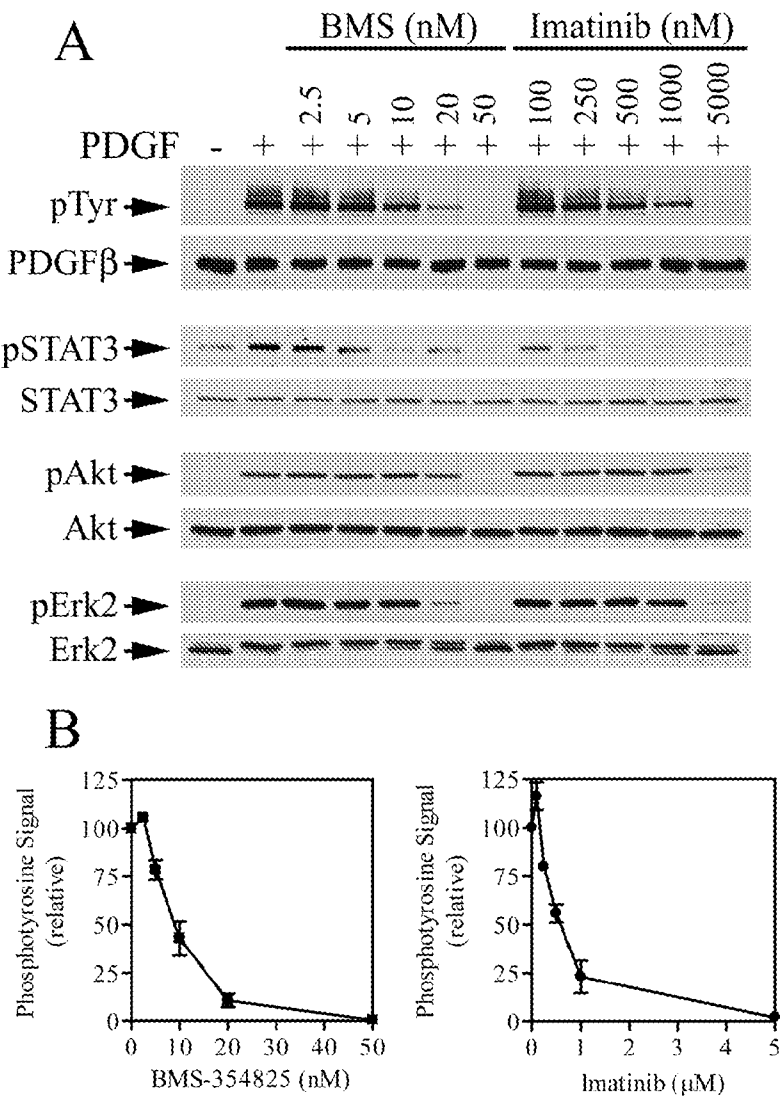 A
BMS (nM) Imatinib (nM)
2.5 5 10 20 50 100 250 500 1000 5000
PDGF - + + + + + + + + + + +
pTyr
PDGFβ
pSTAT3
STAT3
pAkt
Akt
pErk2
Erk2
B
Phosphotyrosine Signal
(relative)
125
100
75
50
25
0
0 10 20 30 40 50
BMS-354825 (nM)
Phosphotyrosine Signal
(relative)
125
100
75
50
25
0
0 1 2 3 4 5
Imatinib (μM)